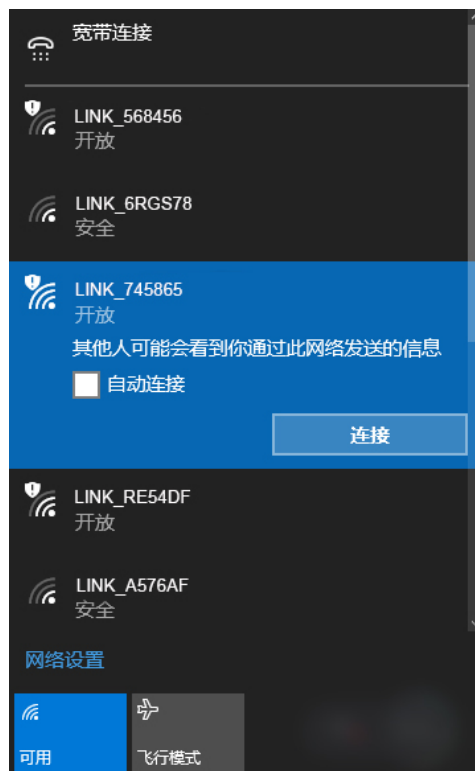 宽带连接
LINK_568456
开放
LINK_6RGS78
安全
LINK_745865
开放
其他人可能会看到你通过此网络发送的信息
自动连接
连接
LINK_RE54DF
开放
LINK_A576AF
安全
网络设置
可用
飞行模式